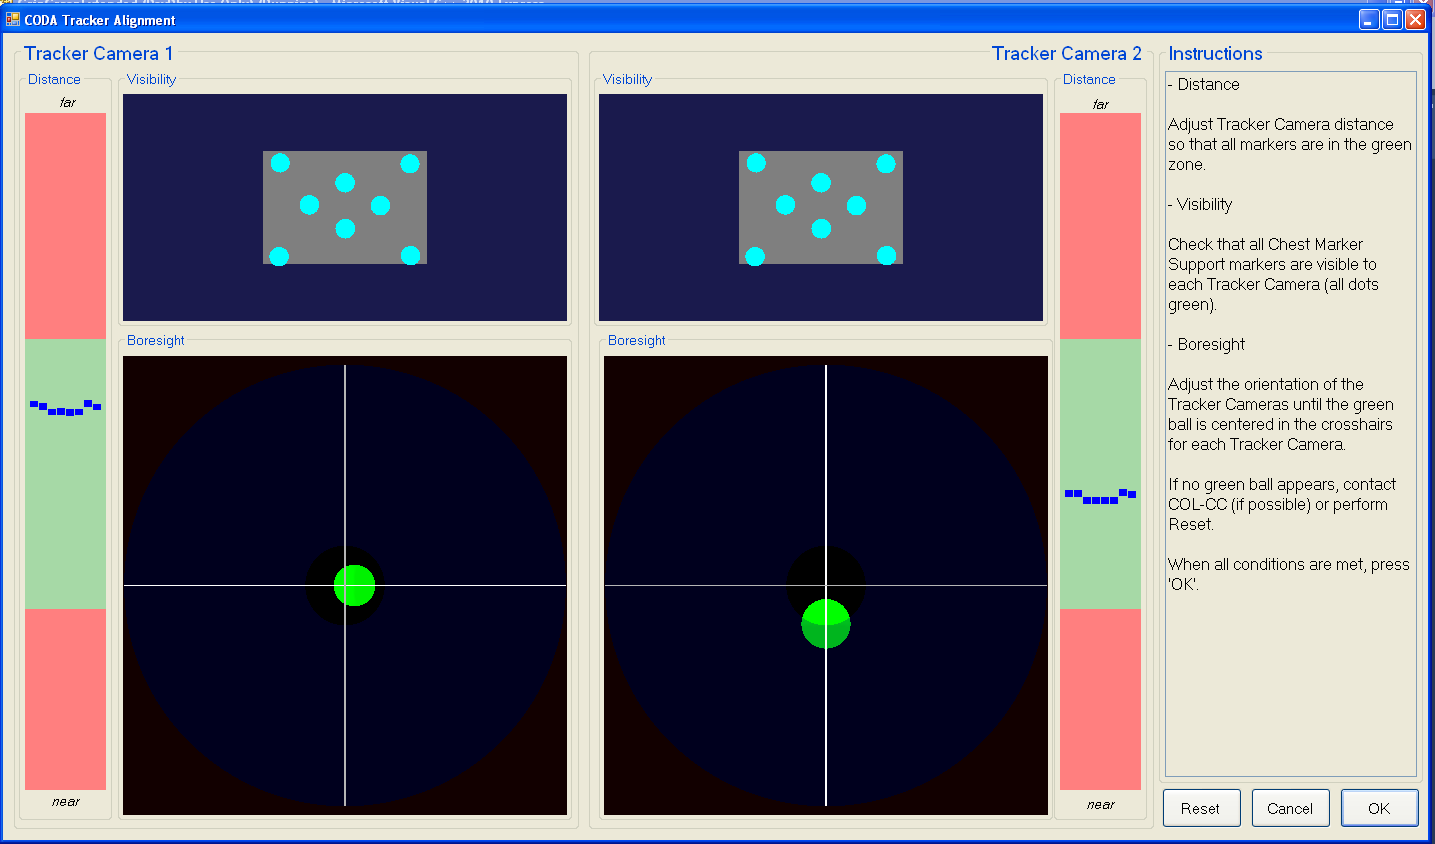 CODA Tracker Alignment
Tracker Camera 1
Distance
far
near
Visibility
Boresight
Tracker Camera 2
Visibility
Boresight
Distance
far
near
Instructions
- Distance
Adjust Tracker Camera distance
so that all markers are in the green
zone.
- Visibility
Check that all Chest Marker
Support markers are visible to
each Tracker Camera (all dots
green).
- Boresight
Adjust the orientation of the
Tracker Cameras until the green
ball is centered in the crosshairs
for each Tracker Camera.
If no green ball appears, contact
COL-CC (if possible) or perform
Reset.
When all conditions are met, press
'OK'.
Reset
Cancel
OK